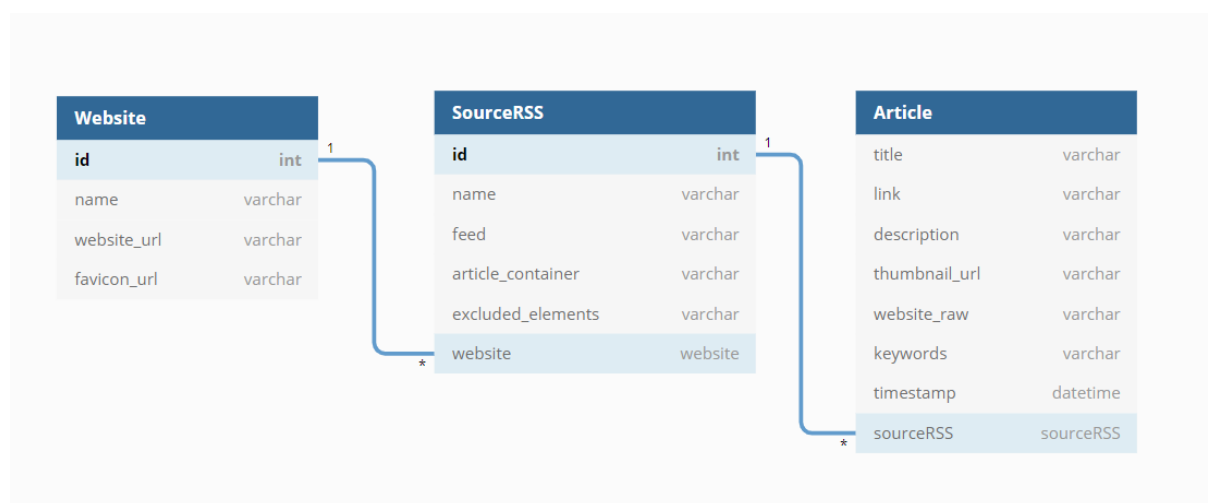 Website
id int
name varchar
website_url varchar
favicon_url varchar
1
*
SourceRSS
id int
name varchar
feed varchar
article_container varchar
excluded_elements varchar
website website
1
*
Article
title varchar
link varchar
description varchar
thumbnail_url varchar
website_raw varchar
keywords varchar
timestamp datetime
sourceRSS sourceRSS